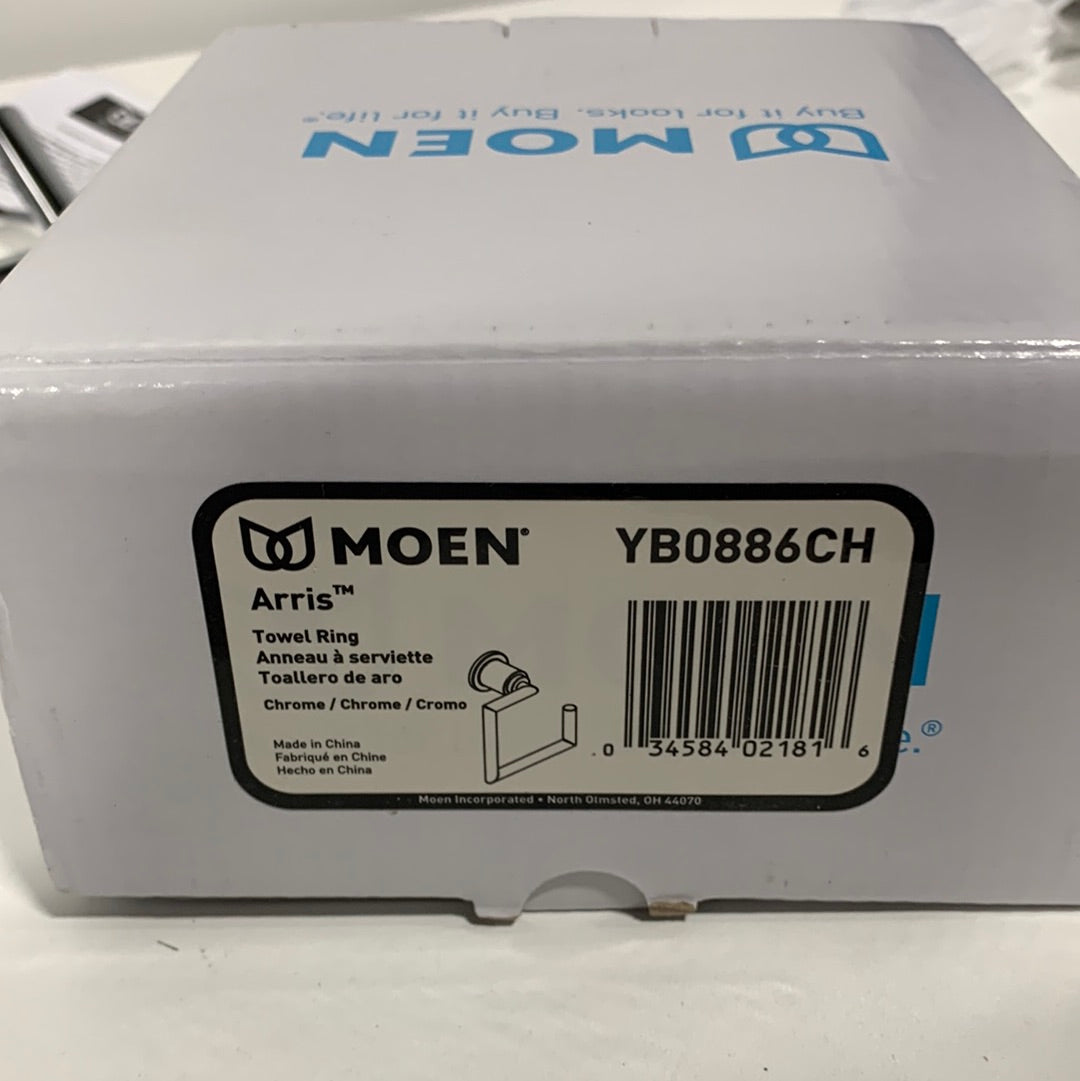 Buy it for looks. Buy it for life.®
MOEN
MOEN®
YB0886CH
Arris™
Towel Ring
Anneau à serviette
Toallero de aro
Chrome / Chrome / Cromo
Made in China
Fabriqué en Chine
Hecho en China
0 34584 02181 6
Moen Incorporated • North Olmsted, OH 44070
e.®